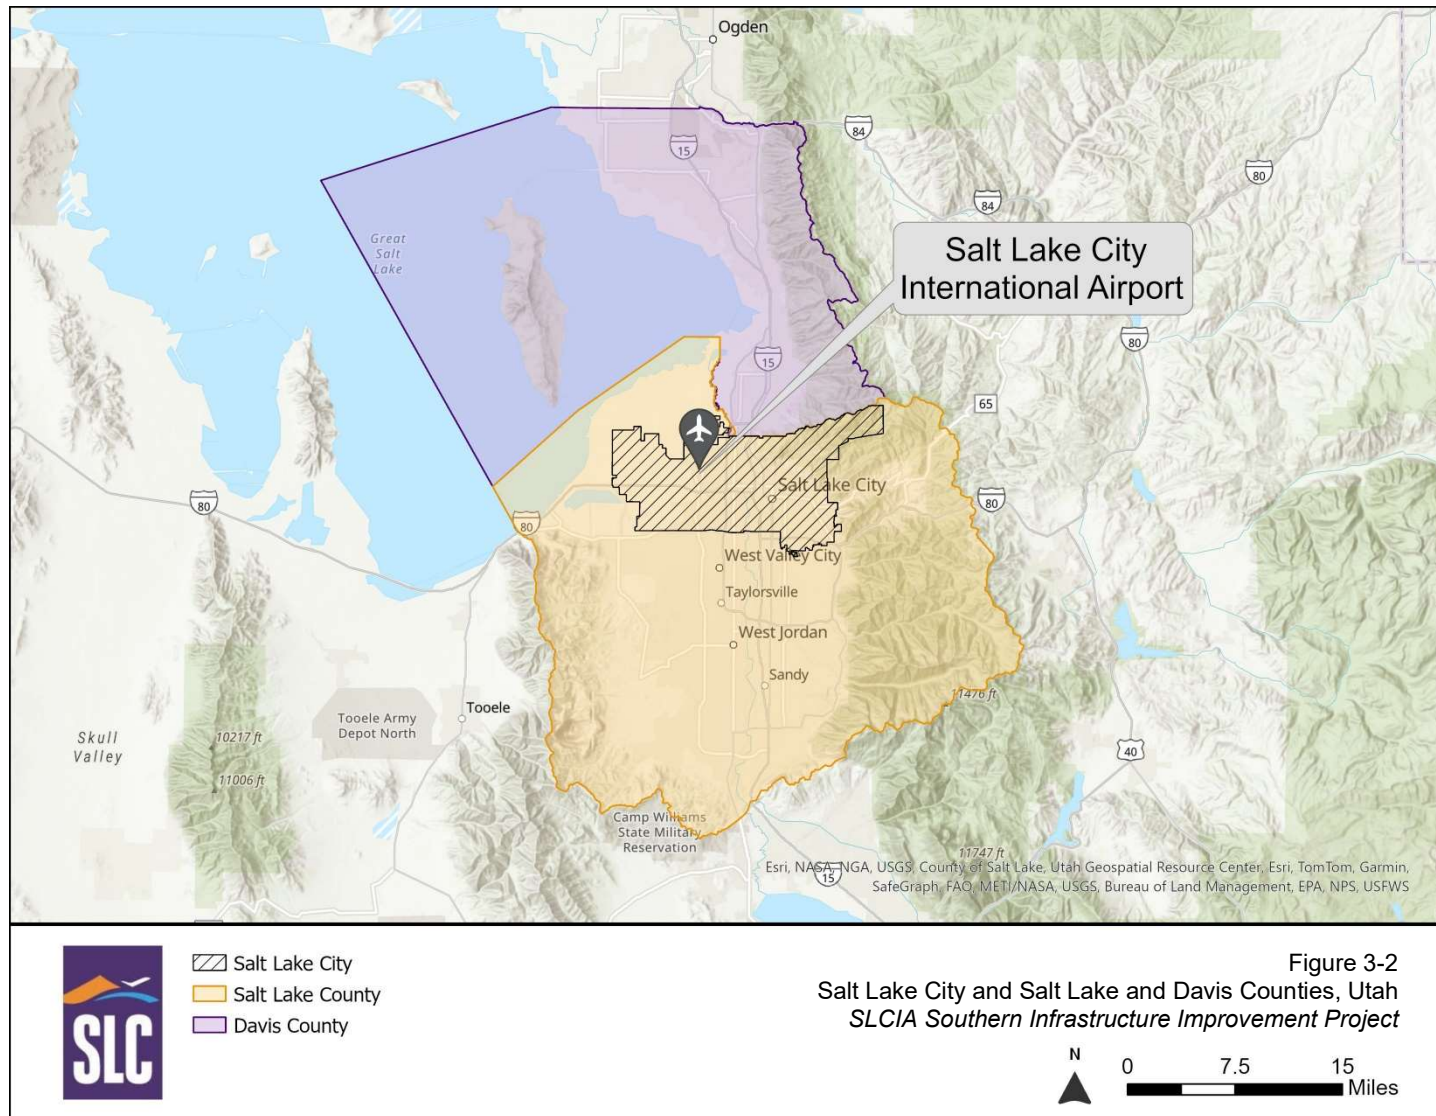 Ogden
84
15
80
84
Great
Salt
Lake
Salt Lake City
International Airport
80
15
65
Salt Lake City
80
80
80
West Valley City
Taylorsville
West Jordan
Sandy
11476 ft
Tooele
Tooele Army
Depot North
Skull
Valley
10217 ft
11006 ft
40
Camp Williams
State Military
Reservation
11747 ft
15
Esri, NASA, NGA, USGS, County of Salt Lake, Utah Geospatial Resource Center, Esri, TomTom, Garmin,
SafeGraph, FAO, METI/NASA, USGS, Bureau of Land Management, EPA, NPS, USFWS
SLC
Salt Lake City
Salt Lake County
Davis County
Figure 3-2
Salt Lake City and Salt Lake and Davis Counties, Utah
SLCIA Southern Infrastructure Improvement Project
N
0 7.5 15
Miles